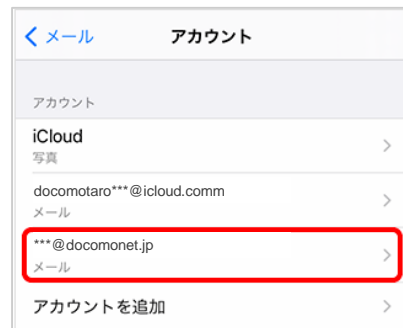 メール アカウント
アカウント
iCloud
写真
docomotaro***@icloud.comm
メール
***@docomonet.jp
メール
アカウントを追加